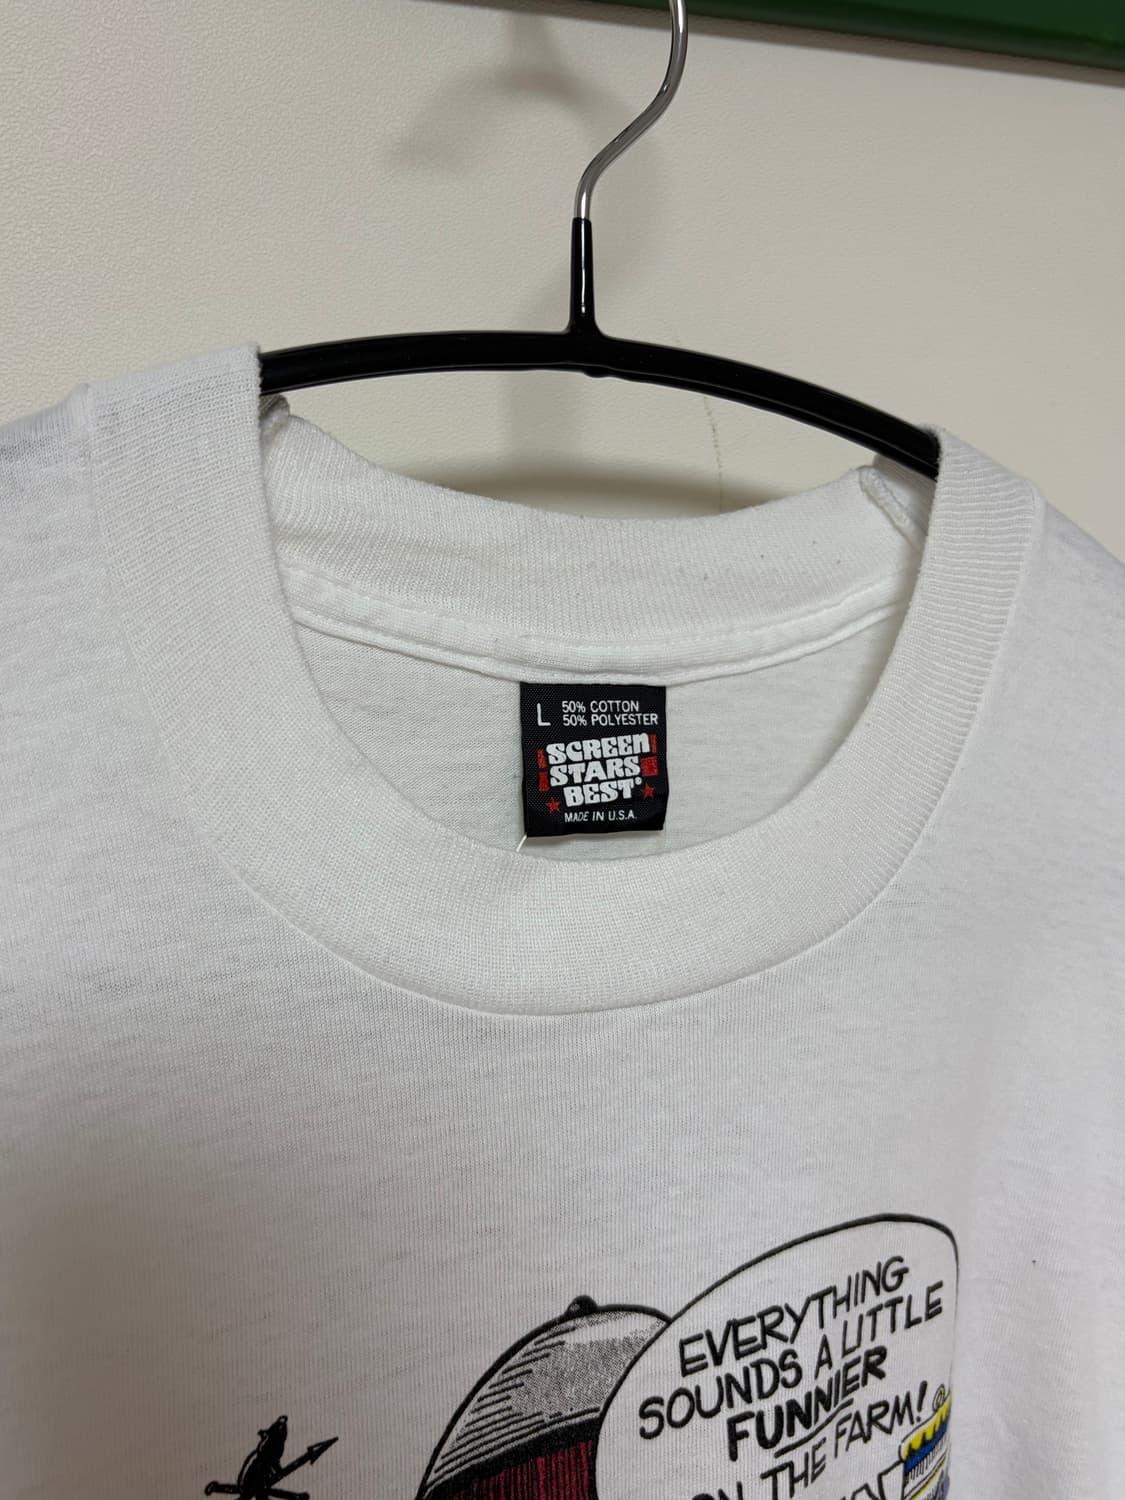 L
50% COTTON
50% POLYESTER
SCREEN
STARS
BEST®
MADE IN U.S.A.
EVERYTHING
SOUNDS A LITTLE
FUNNIER
ON THE FARM!